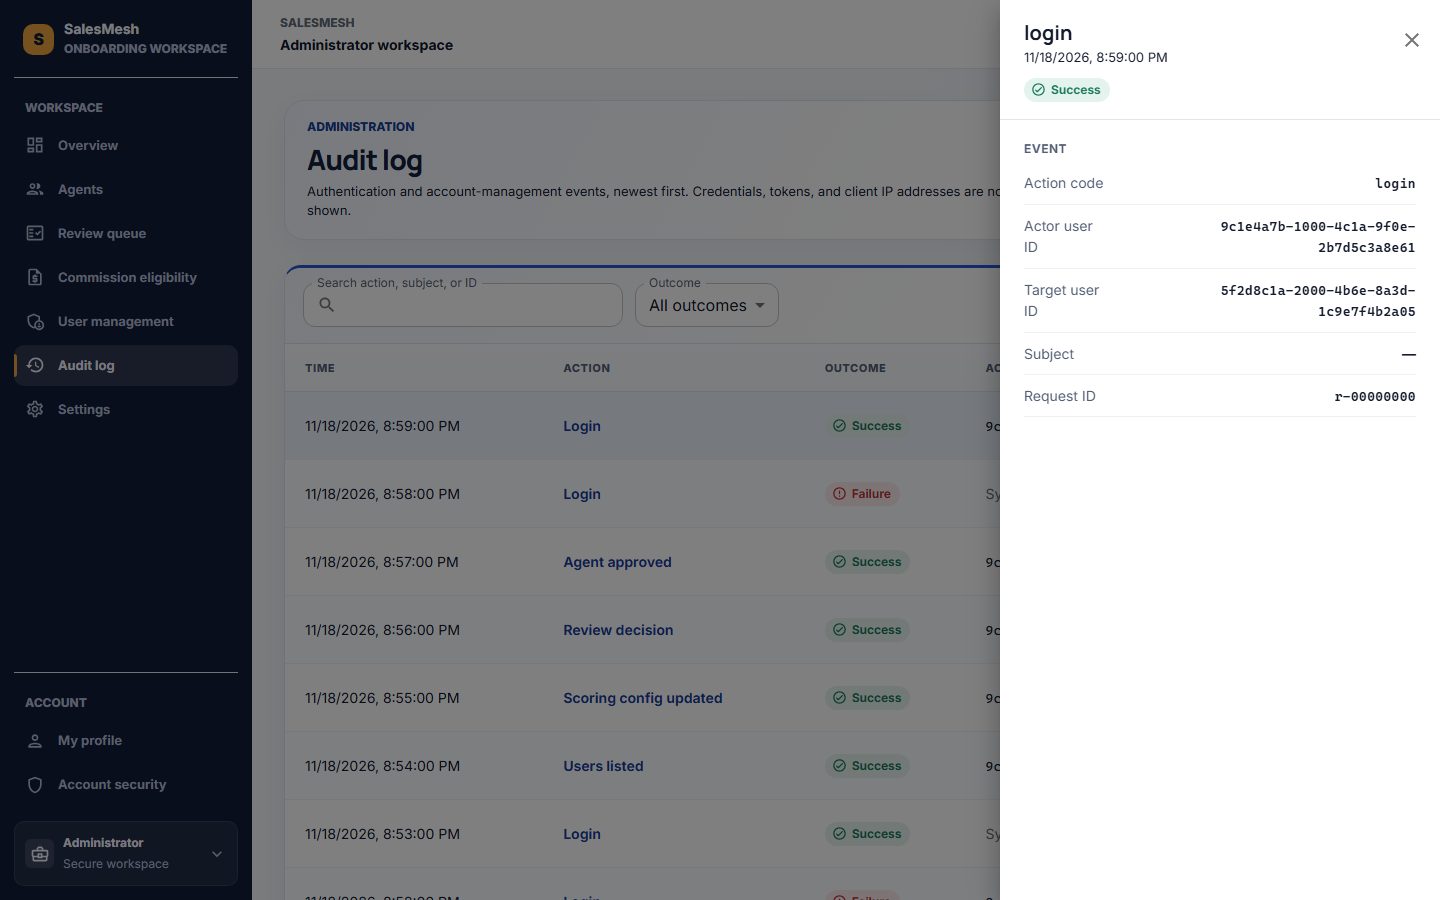 S
SalesMesh
ONBOARDING WORKSPACE
WORKSPACE
Overview
Agents
Review queue
Commission eligibility
User management
Audit log
Settings
ACCOUNT
My profile
Account security
Administrator
Secure workspace
SALESMESH
Administrator workspace
ADMINISTRATION
Audit log
Authentication and account-management events, newest first. Credentials, tokens, and client IP addresses are
shown.
Search action, subject, or ID
Outcome
All outcomes
TIME ACTION OUTCOME
11/18/2026, 8:59:00 PM Login Success
11/18/2026, 8:58:00 PM Login Failure
11/18/2026, 8:57:00 PM Agent approved Success
11/18/2026, 8:56:00 PM Review decision Success
11/18/2026, 8:55:00 PM Scoring config updated Success
11/18/2026, 8:54:00 PM Users listed Success
11/18/2026, 8:53:00 PM Login Success
login
11/18/2026, 8:59:00 PM
Success
EVENT
Action code login
Actor user ID 9c1e4a7b-1000-4c1a-9f0e-
2b7d5c3a8e61
Target user ID 5f2d8c1a-2000-4b6e-8a3d-
1c9e7f4b2a05
Subject —
Request ID r-00000000